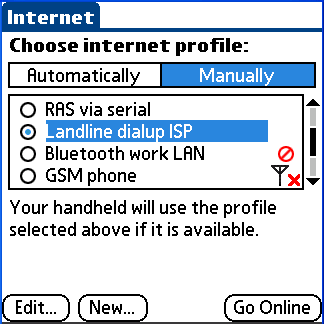 Internet
Choose internet profile:
Automatically Manually
RAS via serial
Landline dialup ISP
Bluetooth work LAN
GSM phone
Your handheld will use the profile
selected above if it is available.
Edit... New... Go Online